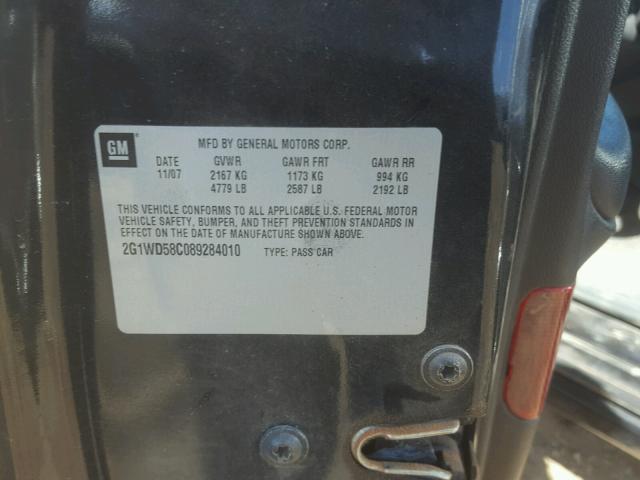 GM
MFD BY GENERAL MOTORS CORP.
DATE GVWR GAWR FRT GAWR RR
11/07 2167 KG 1173 KG 994 KG
4779 LB 2587 LB 2192 LB
THIS VEHICLE CONFORMS TO ALL APPLICABLE U.S. FEDERAL MOTOR
VEHICLE SAFETY, BUMPER, AND THEFT PREVENTION STANDARDS IN
EFFECT ON THE DATE OF MANUFACTURE SHOWN ABOVE.
2G1WD58C089284010 TYPE: PASS CAR